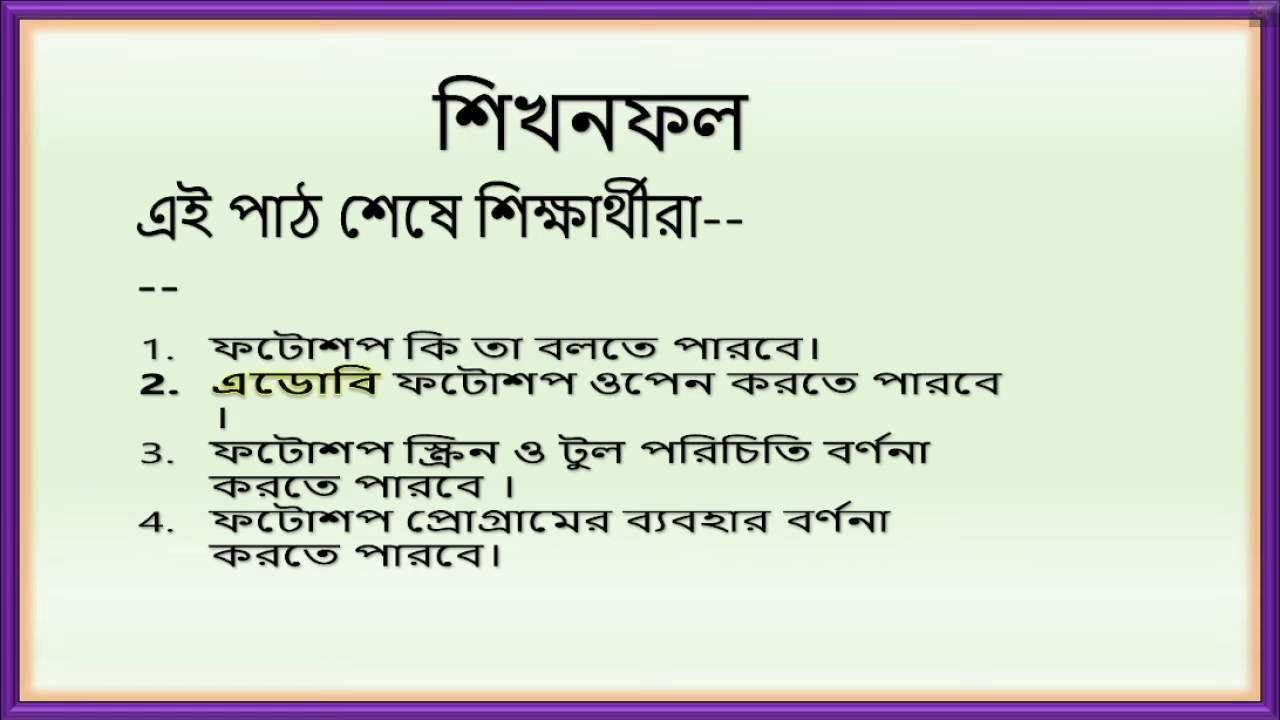 শিখনফল
এই পাঠ শেষে শিক্ষার্থীরা--
--
1. ফটোশপ কি তা বলতে পারবে।
2. এডোবি ফটোশপ ওপেন করতে পারবে
।
3. ফটোশপ স্ক্রিন ও টুল পরিচিতি বর্ণনা
করতে পারবে ।
4. ফটোশপ প্রোগ্রামের ব্যবহার বর্ণনা
করতে পারবে।